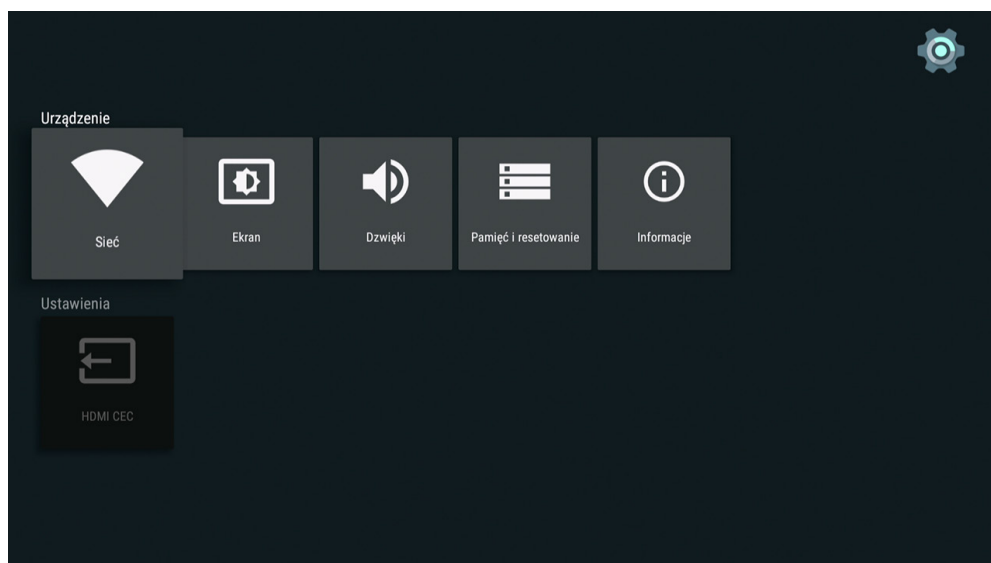 Urządzenie
Sieć
Ekran
Dzwięki
Pamięć i resetowanie
Informacje
Ustawienia
HDMI CEC